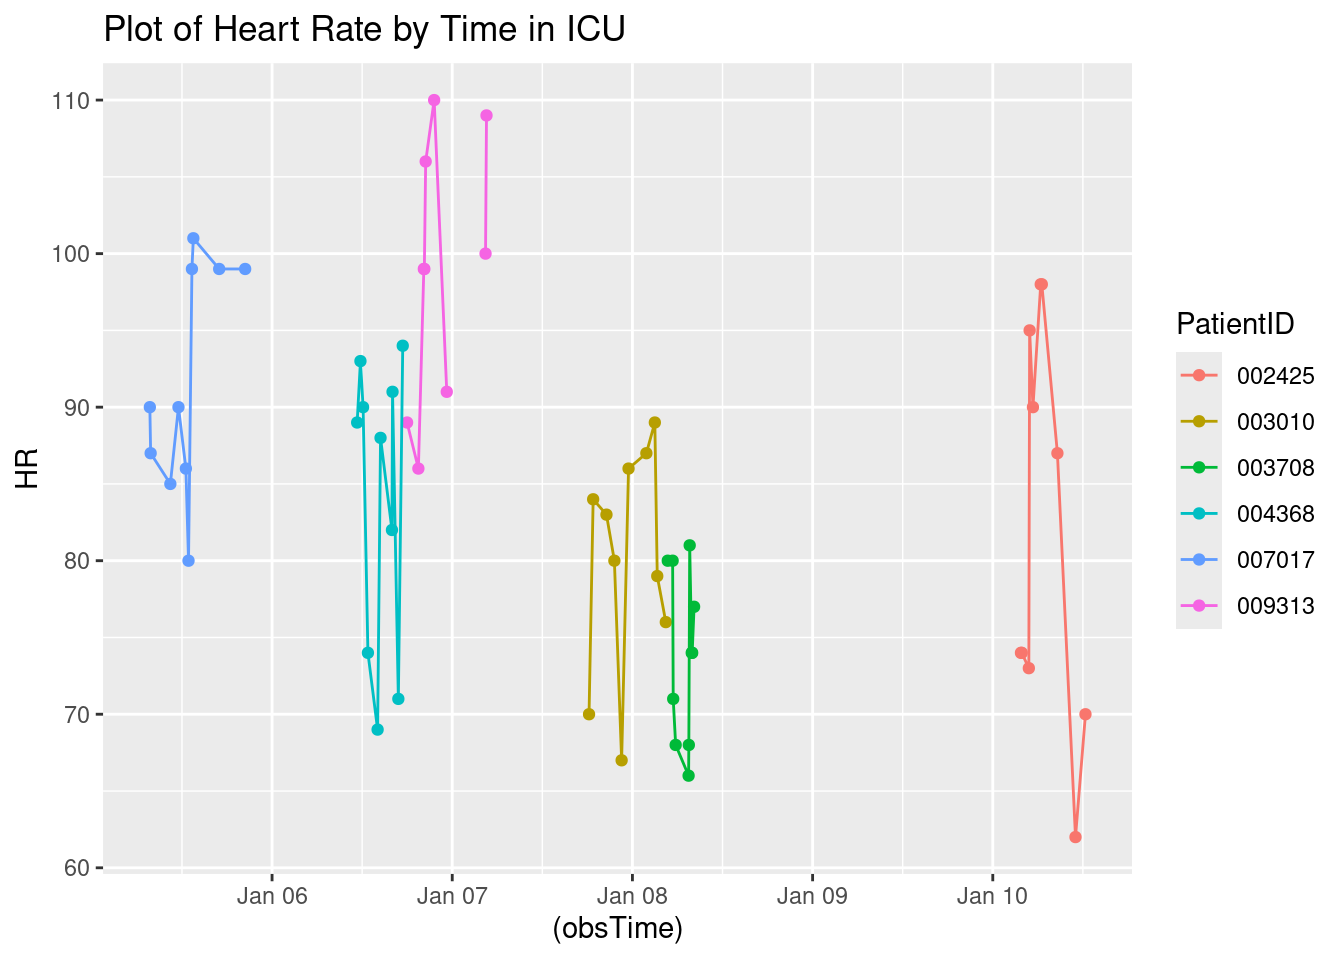 Plot of Heart Rate by Time in ICU
110
100
90
80
70
60
HR
Jan 06
Jan 07
Jan 08
Jan 09
Jan 10
(obsTime)
PatientID
002425
003010
003708
004368
007017
009313